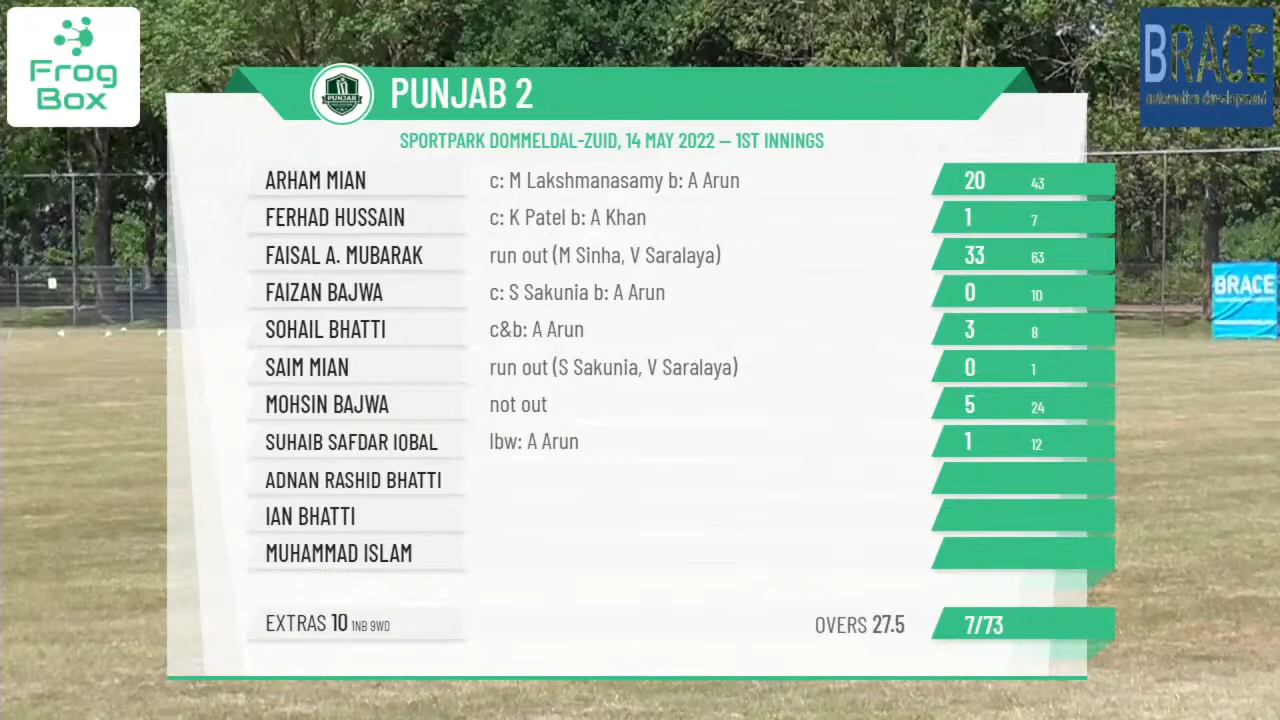 Frog
Box
BRACE
automotive development
PUNJAB
PUNJAB 2
SPORTPARK DOMMELDAL-ZUID, 14 MAY 2022 – 1ST INNINGS
ARHAM MIAN c: M Lakshmanasamy b: A Arun 20 43
FERHAD HUSSAIN c: K Patel b: A Khan 1 7
FAISAL A. MUBARAK run out (M Sinha, V Saralaya) 33 63
FAIZAN BAJWA c: S Sakunia b: A Arun 0 10
BRACE
SOHAIL BHATTI c&b: A Arun 3 8
SAIM MIAN run out (S Sakunia, V Saralaya) 0 1
MOHSIN BAJWA not out 5 24
SUHAIB SAFDAR IQBAL lbw: A Arun 1 12
ADNAN RASHID BHATTI
IAN BHATTI
MUHAMMAD ISLAM
EXTRAS 10 1NB 9WD OVERS 27.5 7/73